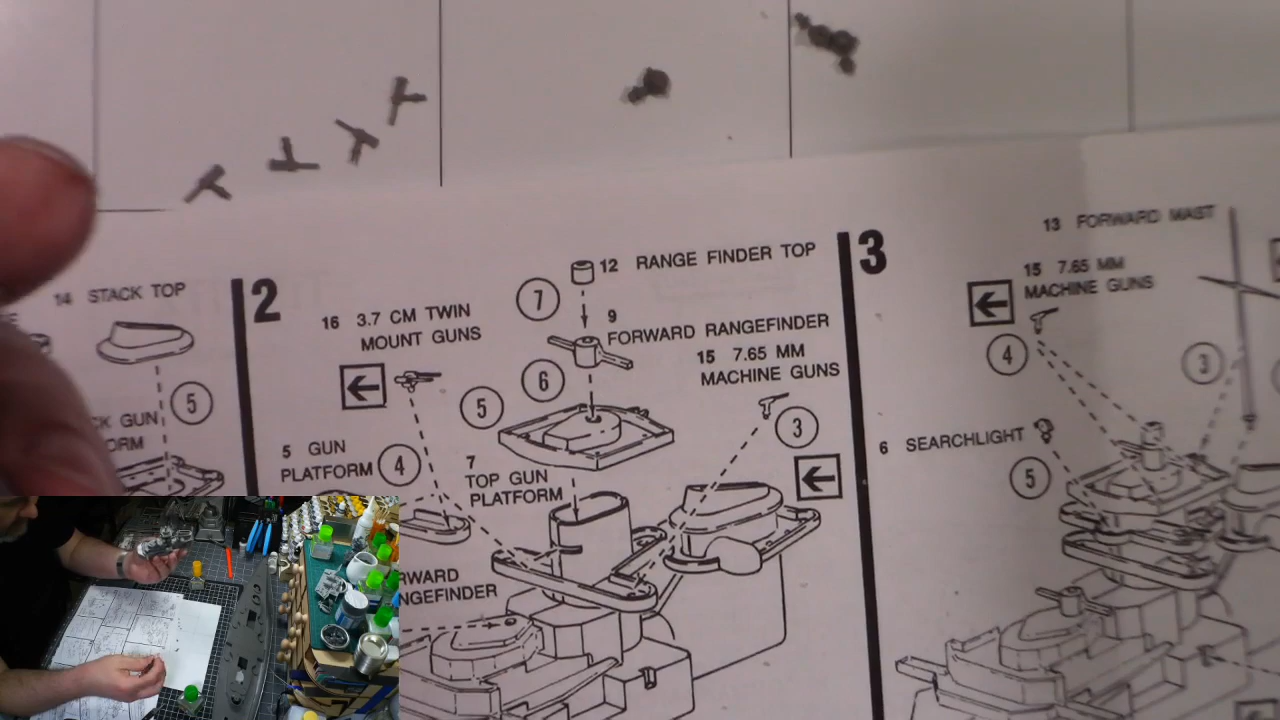 14 STACK TOP
5
GUN
2
16 3.7 CM TWIN
MOUNT GUNS
7
12 RANGE FINDER TOP
9
FORWARD RANGEFINDER
6
15 7.65 MM
MACHINE GUNS
5
3
5 GUN
PLATFORM
4
7
TOP GUN
PLATFORM
3
13 FORWARD MAST
15 7.65 MM
MACHINE GUNS
4
3
6 SEARCHLIGHT
5